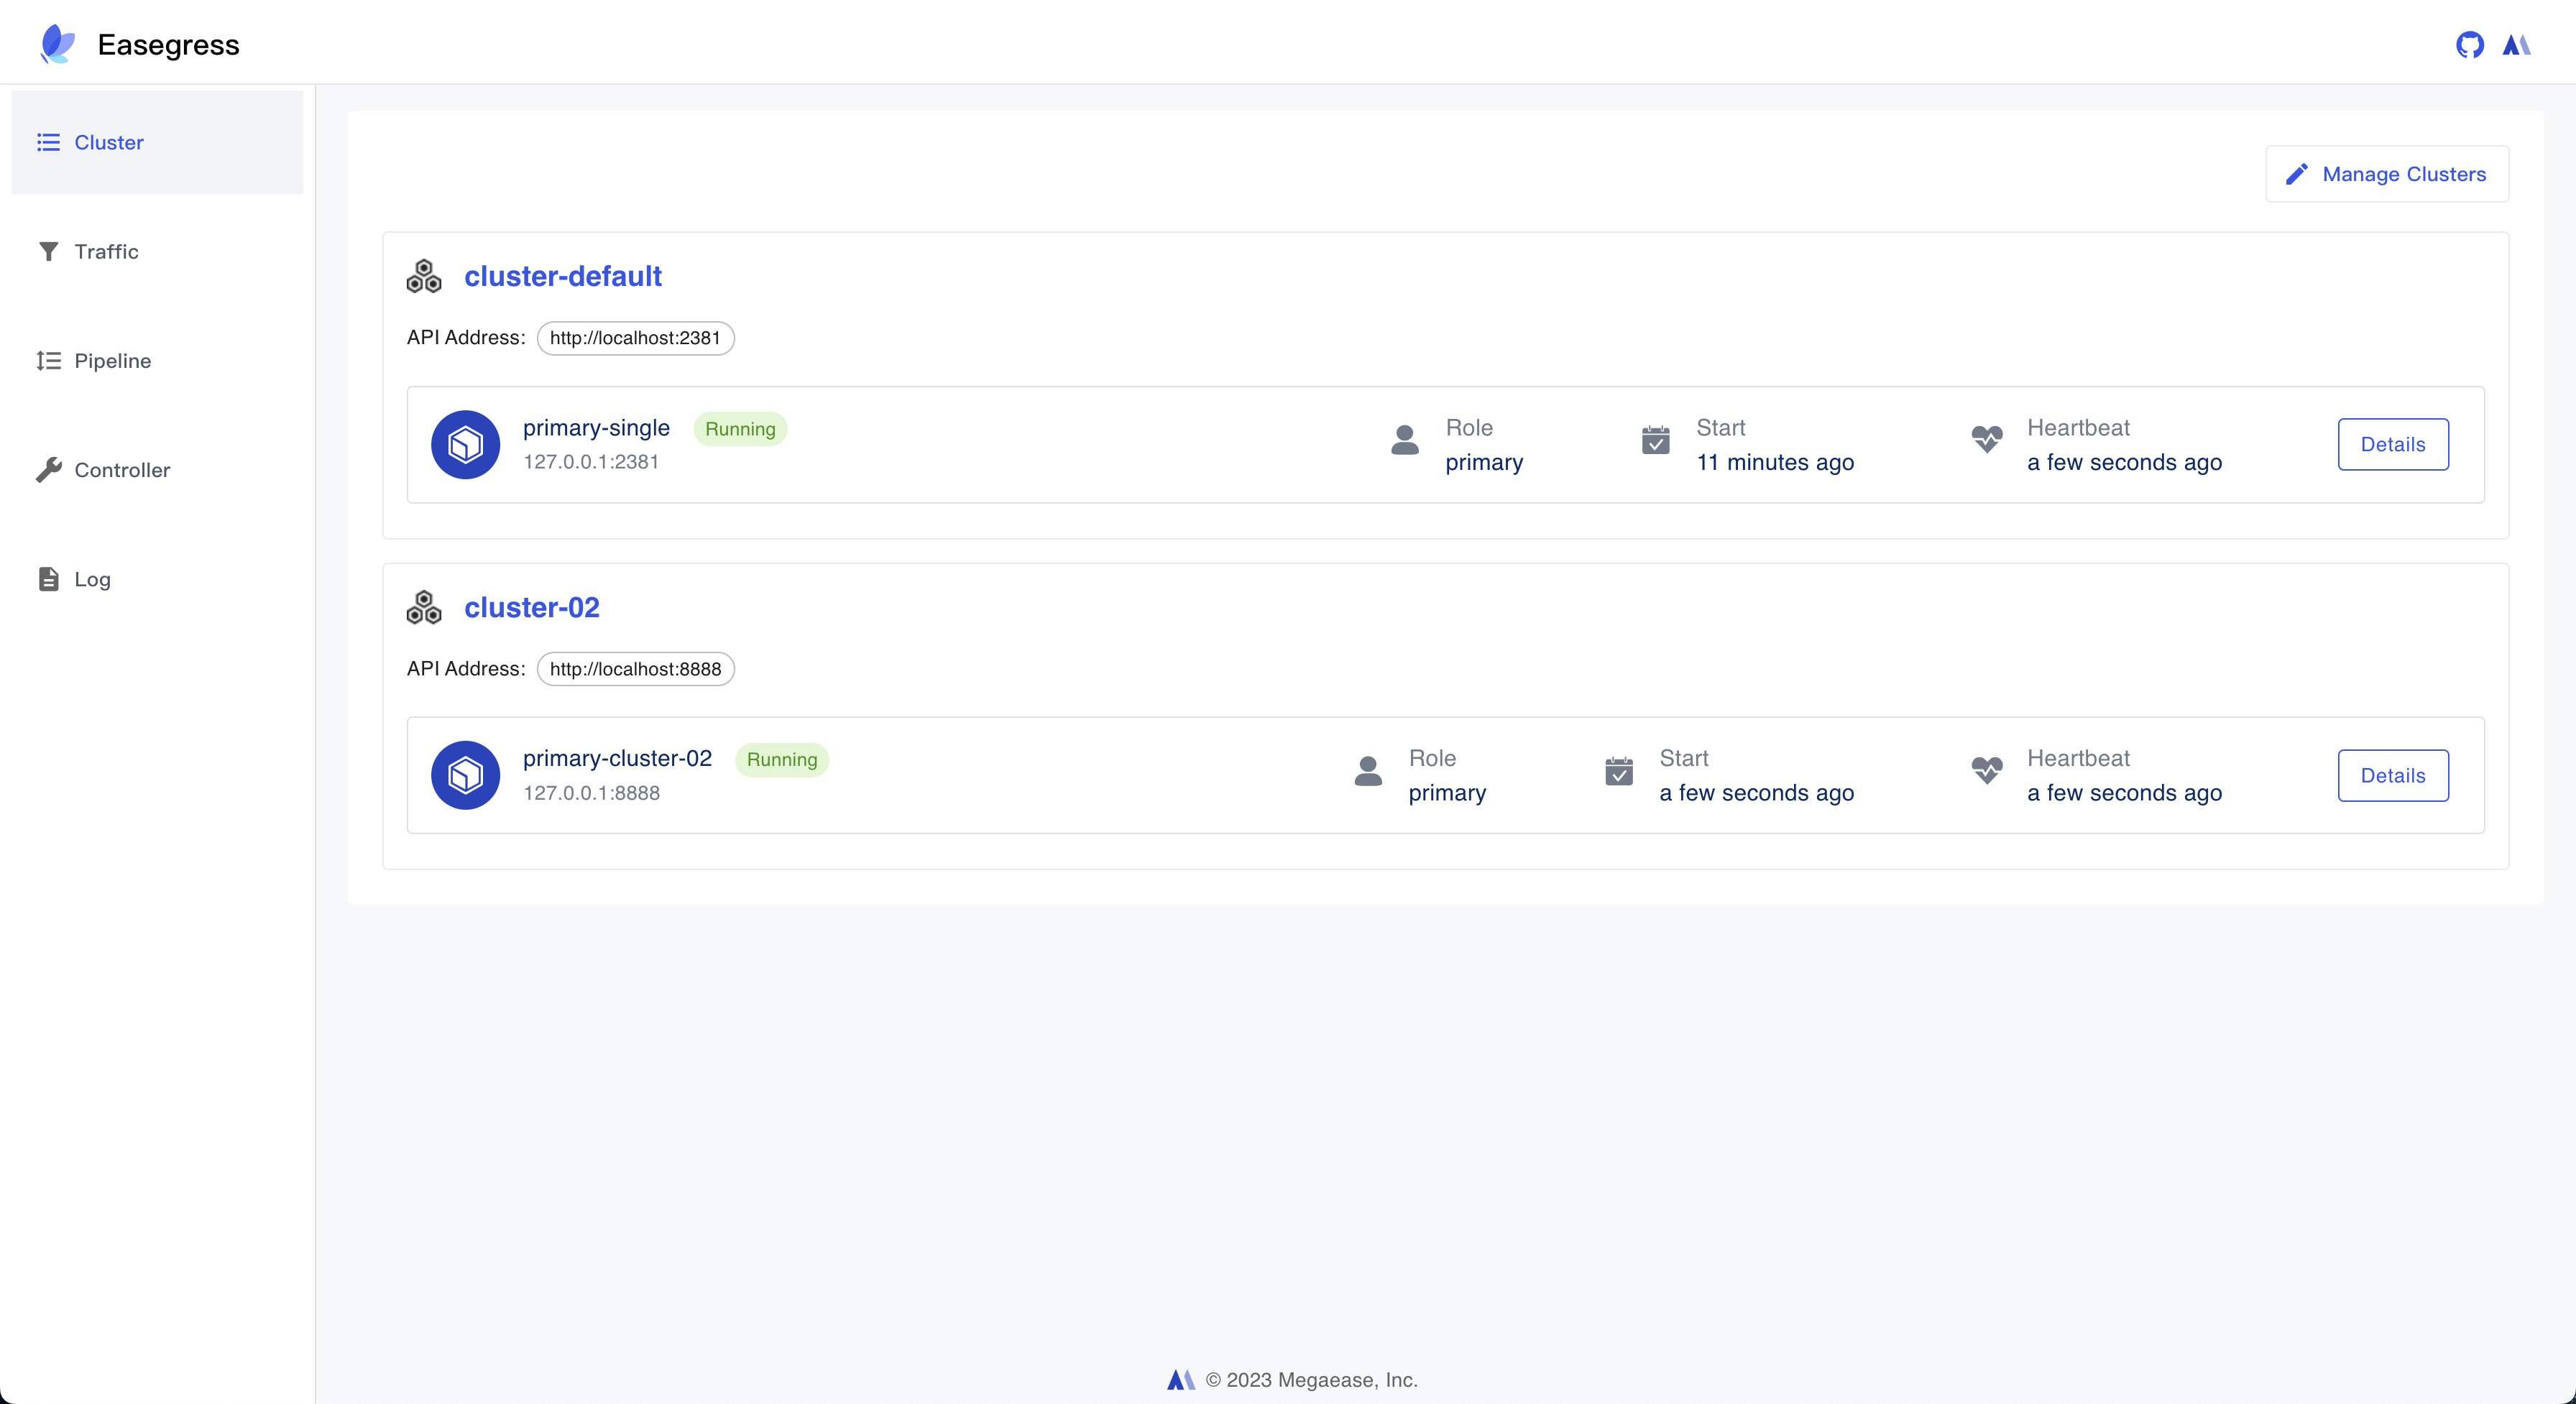 Easegress
Cluster
Traffic
Pipeline
Controller
Log
Manage Clusters
cluster-default
API Address: http://localhost:2381
primary-single Running
127.0.0.1:2381
Role
primary
Start
11 minutes ago
Heartbeat
a few seconds ago
Details
cluster-02
API Address: http://localhost:8888
primary-cluster-02 Running
127.0.0.1:8888
Role
primary
Start
a few seconds ago
Heartbeat
a few seconds ago
Details
© 2023 Megaease, Inc.